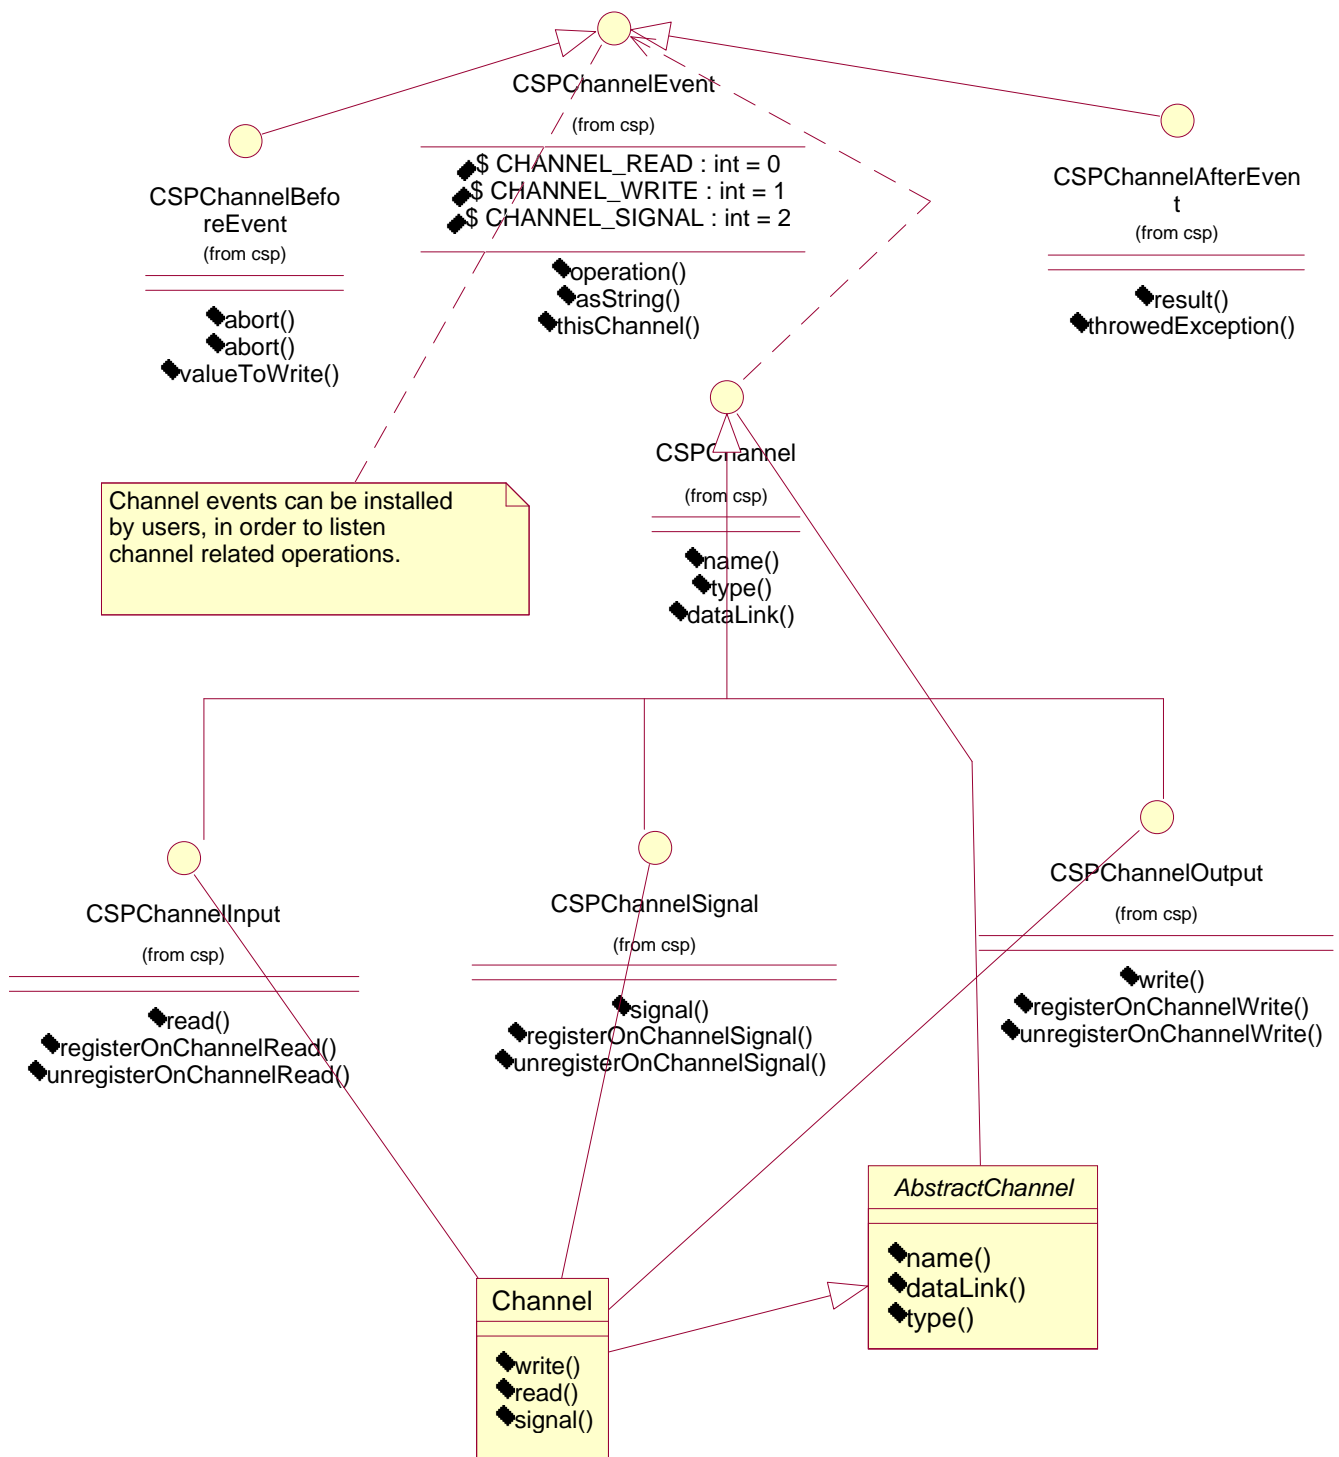 CSPChannelEvent
(from csp)
$ CHANNEL_READ : int = 0
$ CHANNEL_WRITE : int = 1
$ CHANNEL_SIGNAL : int = 2
operation()
asString()
thisChannel()
CSPChannelBefo
reEvent
(from csp)
abort()
abort()
valueToWrite()
CSPChannelAfterEven
t
(from csp)
result()
throwedException()
CSPChannel
(from csp)
name()
type()
dataLink()
Channel events can be installed
by users, in order to listen
channel related operations.
CSPChannelInput
(from csp)
read()
registerOnChannelRead()
unregisterOnChannelRead()
CSPChannelSignal
(from csp)
signal()
registerOnChannelSignal()
unregisterOnChannelSignal()
CSPChannelOutput
(from csp)
write()
registerOnChannelWrite()
unregisterOnChannelWrite()
AbstractChannel
name()
dataLink()
type()
Channel
write()
read()
signal()